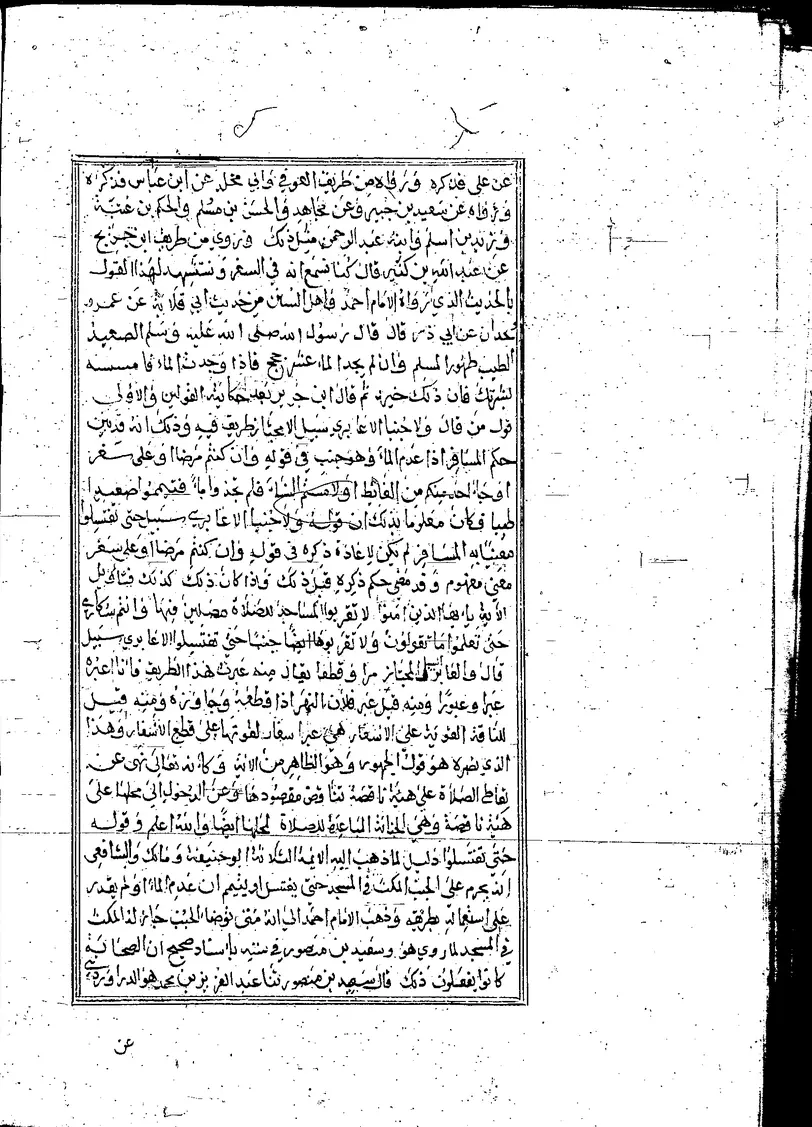 عن علي فذكره ورواه من طريق العوفي وابي مجلز عن ابن عباس فذكراه
ورواه عن سعيد بن جبير وعن مجاهد والحسن بن مسلم والحكم بن عتبة
وزيد بن اسلم وابنه عبد الرحمن مثل ذلك وروي من طريق ابن جريج
عن عبد الله بن كثير قال كنا نسمع انه في السفر ونستشهد لهذا القول
بالحديث الذي رواه الامام احمد واهل السنن من حديث ابي قلابة عن عمرو
بجدان عن ابي ذر قال قال رسول الله صلى الله عليه وسلم الصعيد
الطيب طهور المسلم وان لم يجد الماء عشر حجج فاذا وجدت الماء فامسسه
بشرتك فان ذلك خير ثم قال ابن جرير بعد حكايته القولين والاولى
قول من قال ولا جنبا الا عابري سبيل الا مجتاز طريق فيه وذلك انه قد بين
حكم المسافر اذا عدم الماء وهو جنب في قوله وان كنتم مرضا او على سفر
او جاء احد منكم من الغائط او لامستم النساء فلم تجدوا ماء فتيمموا صعيدا
طيبا فكان معلوما بذلك ان قوله ولا جنبا الا عابري سبيل حتى تغتسلوا
معنيا به المسافر لم يكن لاعادة ذكره في قوله وان كنتم مرضا او على سفر
معنى مفهوم وقد مضى حكم ذكره قبل ذلك واذا كان ذلك كذلك فتاويل
الآية يا ايها الذين امنوا لا تقربوا المساجد للصلاة مصلين فيها وانتم سكارى
حتى تعلموا ما تقولون ولا تقربوها ايضا جنبا حتى تغتسلوا الا عابري سبيل
قال والعابر المجتاز مرا وقطعا يقال منه عبرت هذا الطريق فانا اعبره
عبرا وعبورا ومنه قيل عبر فلان النهر اذا قطعه وجاوزه ومنه قيل
للناقة القوية على الاسفار هي عبر اسفار لقوتها على قطع الاسفار وهذا
الذي نصره هو قول الجمهور وهو الظاهر من الاية وكانه تعالى نهى عن
تعاطي الصلاة على هيئة ناقصة تناقض مقصودها وعن الدخول الى محلها على
هيئة ناقصة وهي الجنابة المباعدة للصلاة لمحلها ايضا والله اعلم وقوله
حتى تغتسلوا دليل لما ذهب اليه الائمة الثلاثة ابو حنيفة ومالك والشافعي
انه يحرم على الجنب المكث في المسجد حتى يغتسل او يتيمم ان عدم الماء او لم يقدر
على استعماله بطريقه وذهب الامام احمد الى انه متى توضا الجنب جاز له المكث
في المسجد لما روي هو وسعيد بن منصور في سننه باسناد صحيح ان الصحابة
كانوا يفعلون ذلك قال سعيد بن منصور ثنا عبد العزيز بن محمد هو الدراوردي
عن